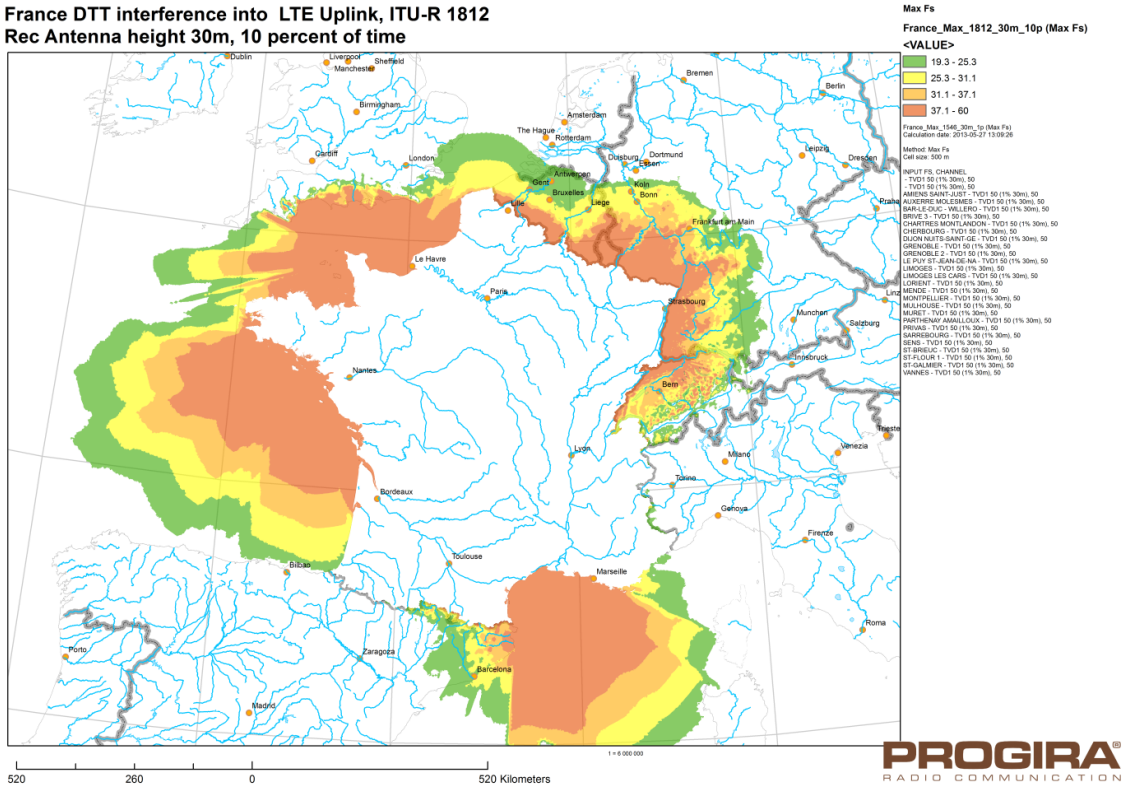 France DTT interference into LTE Uplink, ITU-R 1812
Rec Antenna height 30m, 10 percent of time
Max Fs
France_Max_1812_30m_10p (Max Fs)
<VALUE>
19.3 - 25.3
25.3 - 31.1
31.1 - 37.1
37.1 - 60
France_Max_1546_30m_1p (Max Fs)
Calculation date: 2013-05-27 13:09:26
Method: Max Fs
Cell size: 500 m
INPUT FS, CHANNEL
- TVD1 50 (1% 30m), 50
- TVD1 50 (1% 30m), 50
AMIENS SAINT-JUST - TVD1 50 (1% 30m), 50
AUXERRE MOLESMES - TVD1 50 (1% 30m), 50
BAR-LE-DUC - WILLERO - TVD1 50 (1% 30m), 50
BRIVE 3 - TVD1 50 (1% 30m), 50
CHARTRES MONTLANDON - TVD1 50 (1% 30m), 50
CHERBOURG - TVD1 50 (1% 30m), 50
DIJON NUITS-SAINT-GE - TVD1 50 (1% 30m), 50
GRENOBLE - TVD1 50 (1% 30m), 50
GRENOBLE 2 - TVD1 50 (1% 30m), 50
LE PUY ST-JEAN-DE-NA - TVD1 50 (1% 30m), 50
LIMOGES - TVD1 50 (1% 30m), 50
LIMOGES LES CARS - TVD1 50 (1% 30m), 50
LORIENT - TVD1 50 (1% 30m), 50
MENDE - TVD1 50 (1% 30m), 50
MONTPELLIER - TVD1 50 (1% 30m), 50
MULHOUSE - TVD1 50 (1% 30m), 50
MURET - TVD1 50 (1% 30m), 50
PARTHENAY AMAILLOUX - TVD1 50 (1% 30m), 50
PRIVAS - TVD1 50 (1% 30m), 50
SARREBOURG - TVD1 50 (1% 30m), 50
SENS - TVD1 50 (1% 30m), 50
ST-BRIEUC - TVD1 50 (1% 30m), 50
ST-FLOUR 1 - TVD1 50 (1% 30m), 50
ST-GALMIER - TVD1 50 (1% 30m), 50
VANNES - TVD1 50 (1% 30m), 50
Dublin
Liverpool
Sheffield
Manchester
Birmingham
Cardiff
London
Bremen
Berlin
Amsterdam
The Hague
Rotterdam
Duisburg
Dortmund
Essen
Leipzig
Dresden
Antwerpen
Gent
Bruxelles
Koln
Bonn
Liege
Lille
Praha
Frankfurt am Main
Le Havre
Paris
Strasbourg
Linz
Munchen
Salzburg
Innsbruck
Nantes
Bern
Lyon
Milano
Venezia
Trieste
Torino
Genova
Bordeaux
Firenze
Toulouse
Marseille
Bilbao
Roma
Porto
Zaragoza
Barcelona
Madrid
1 = 6 000 000
520
260
0
520 Kilometers
PROGIRA®
RADIO COMMUNICATION